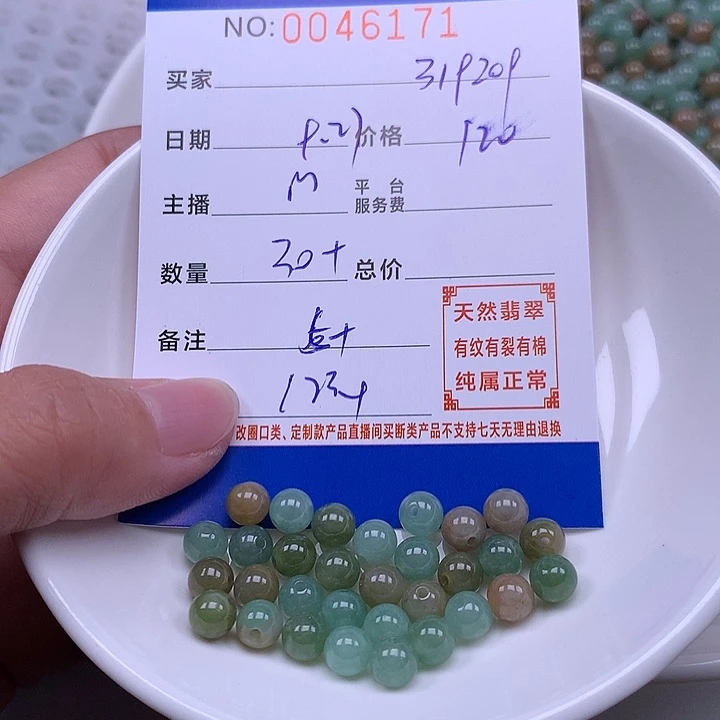 NO: 0046171
买家 319209
日期 9.27 价格 120
主播 M 平台服务费
数量 30+ 总价
备注
天然翡翠
有纹有裂有棉
纯属正常
改圈口类、定制款产品直播间买断类产品不支持七天无理由退换